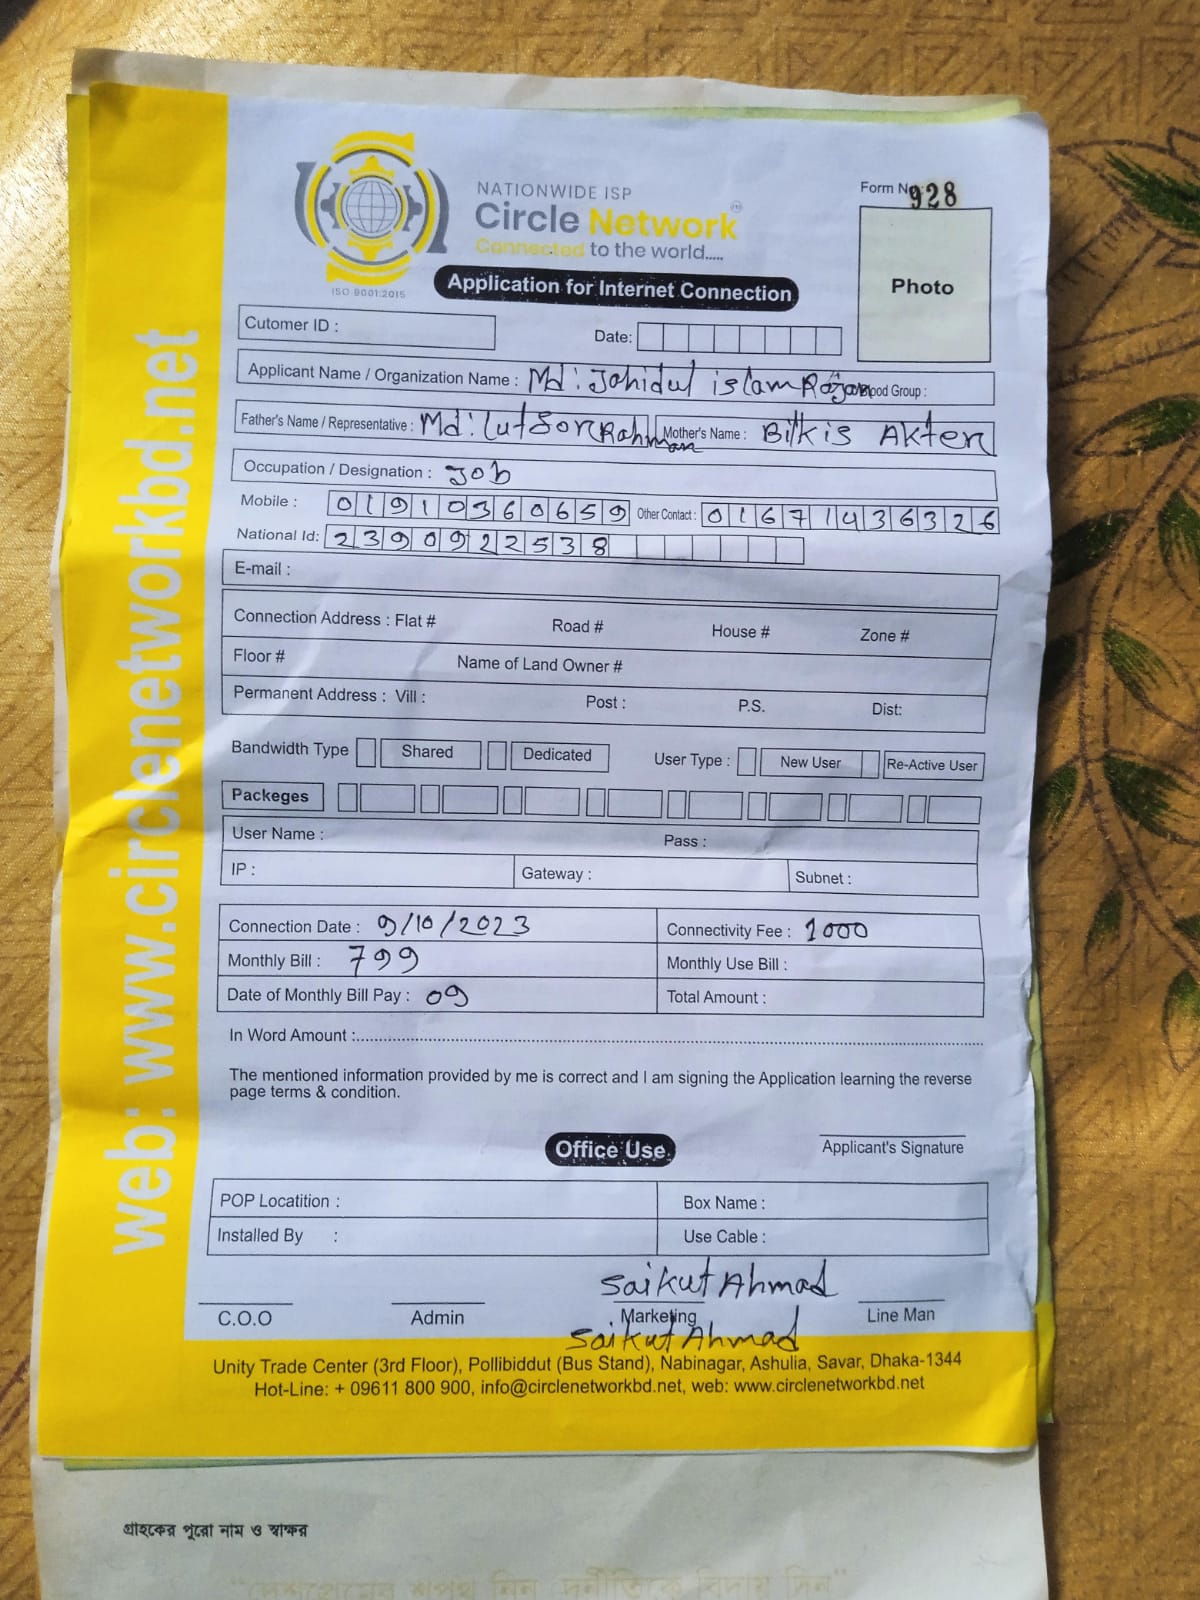 NATIONWIDE ISP
Circle Network
Connected to the world.....
ISO 9001:2015
Form No. 928
Photo
Application for Internet Connection
Cutomer ID :
Date:
Applicant Name / Organization Name : Md: Jahidul islam Rajan Blood Group :
Father's Name / Representative : Md: Lutfor Rahman Mother's Name : Bilkis Akter
Occupation / Designation : Job
Mobile : 01910360659 Other Contact : 01671436326
National Id: 2390922538
E-mail :
Connection Address : Flat # Road # House # Zone #
Floor # Name of Land Owner #
Permanent Address : Vill : Post : P.S. Dist:
Bandwidth Type Shared Dedicated User Type : New User Re-Active User
Packeges
User Name : Pass :
IP : Gateway : Subnet :
Connection Date : 9/10/2023 Connectivity Fee : 1000
Monthly Bill : 799 Monthly Use Bill :
Date of Monthly Bill Pay : 09 Total Amount :
In Word Amount :
The mentioned information provided by me is correct and I am signing the Application learning the reverse
page terms & condition.
Office Use
Applicant's Signature
POP Locatition : Box Name :
Installed By : Use Cable :
Saikut Ahmad
C.O.O Admin Marketing Line Man
Saikut Ahmad
Unity Trade Center (3rd Floor), Pollibiddut (Bus Stand), Nabinagar, Ashulia, Savar, Dhaka-1344
Hot-Line: + 09611 800 900, info@circlenetworkbd.net, web: www.circlenetworkbd.net
web: www.circlenetworkbd.net
গ্রাহকের পুরো নাম ও স্বাক্ষর
"দেশপ্রেমের শপথ নিন দুর্নীতিকে বিদায় দিন"